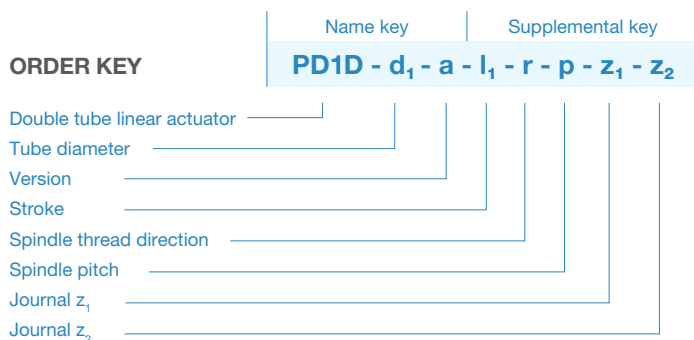 Name key Supplemental key
ORDER KEY PD1D - d₁ - a - l₁ - r - p - z₁ - z₂
Double tube linear actuator
Tube diameter
Version
Stroke
Spindle thread direction
Spindle pitch
Journal z₁
Journal z₂